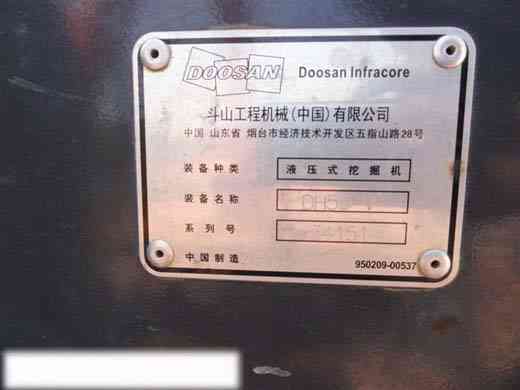 DOOSAN Doosan Infracore
斗山工程机械(中国)有限公司
中国 山东省 烟台市经济技术开发区五指山路28号
装备种类 液压式挖掘机
装备名称
系列号
中国制造 950209-00537